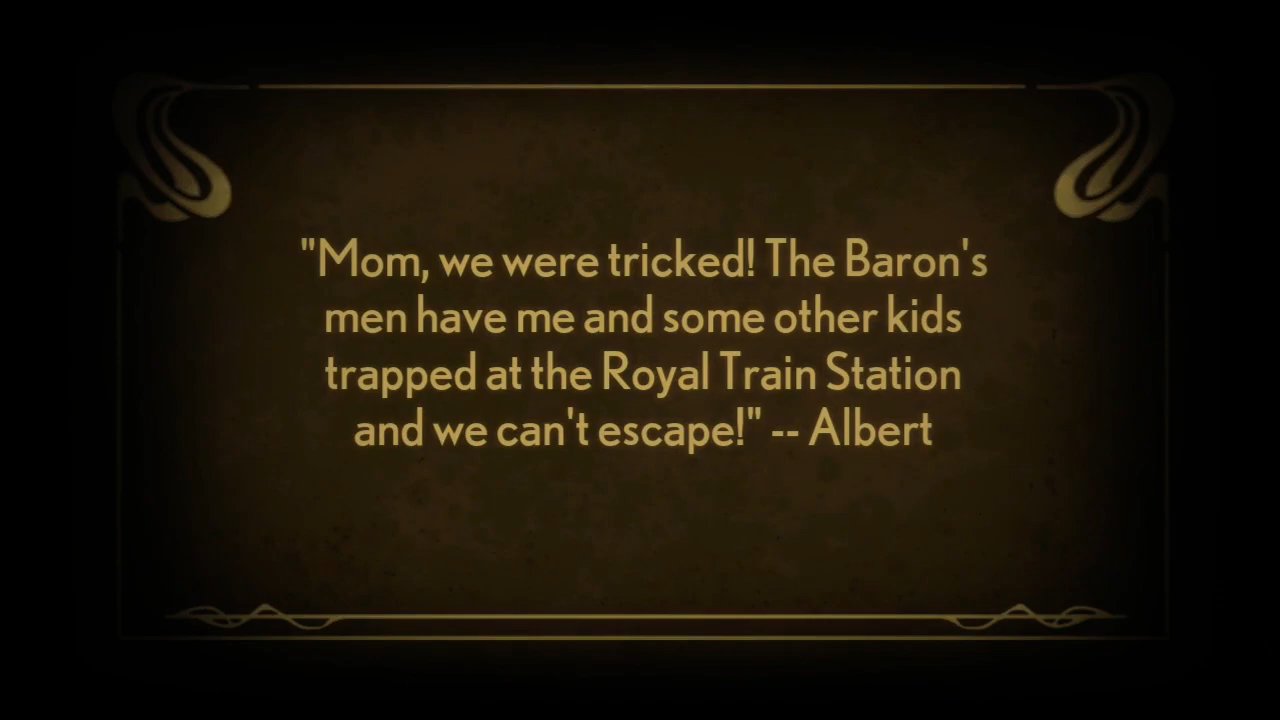 "Mom, we were tricked! The Baron's
men have me and some other kids
trapped at the Royal Train Station
and we can't escape!" -- Albert